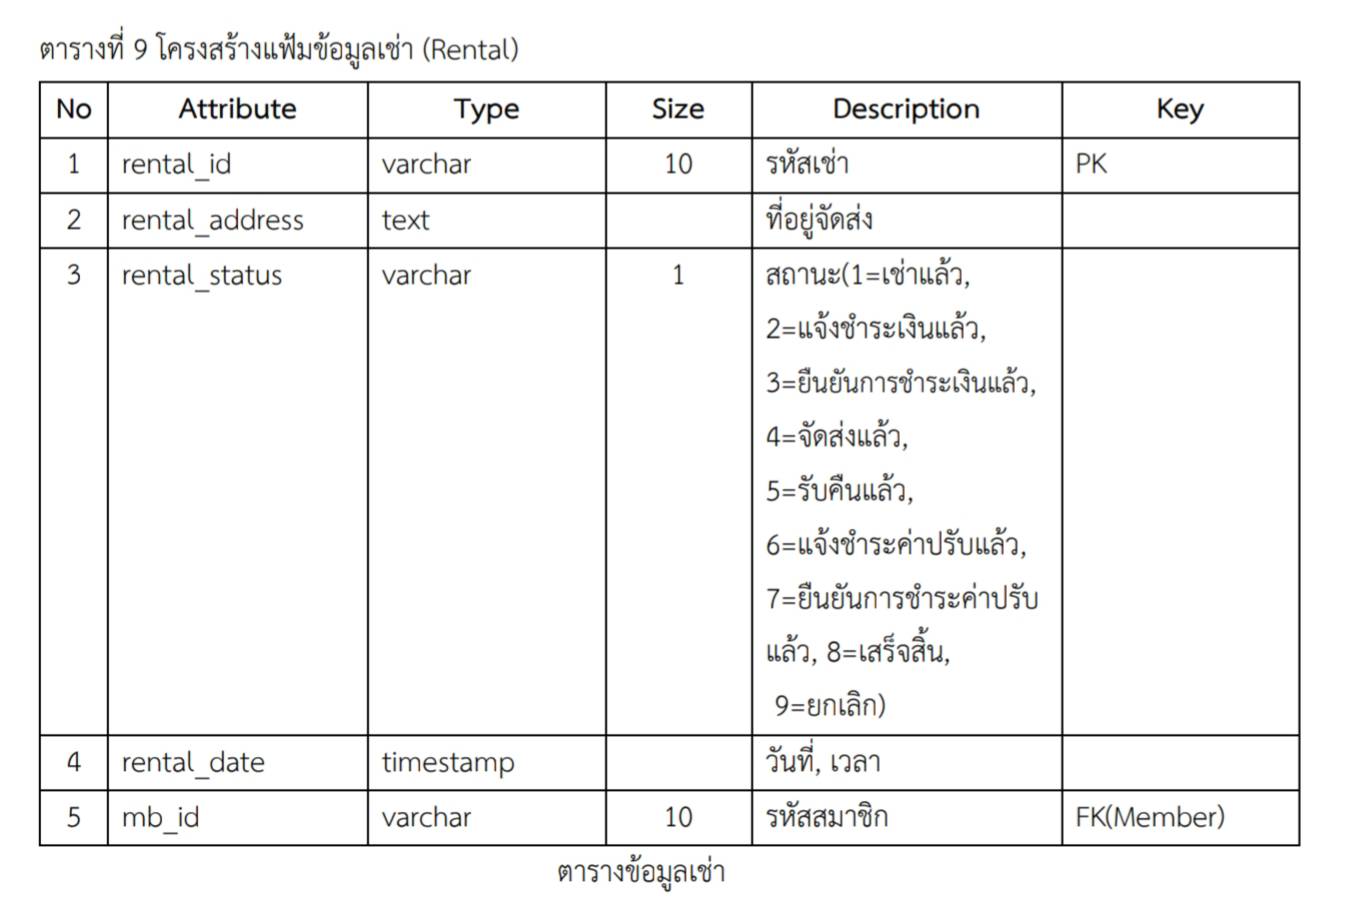 ตารางที่ 9 โครงสร้างแฟ้มข้อมูลเช่า (Rental)
No Attribute Type Size Description Key
1 rental_id varchar 10 รหัสเช่า PK
2 rental_address text ที่อยู่จัดส่ง
3 rental_status varchar 1 สถานะ(1=เช่าแล้ว,
2=แจ้งชำระเงินแล้ว,
3=ยืนยันการชำระเงินแล้ว,
4=จัดส่งแล้ว,
5=รับคืนแล้ว,
6=แจ้งชำระค่าปรับแล้ว,
7=ยืนยันการชำระค่าปรับ
แล้ว, 8=เสร็จสิ้น,
9=ยกเลิก)
4 rental_date timestamp วันที่, เวลา
5 mb_id varchar 10 รหัสสมาชิก FK(Member)
ตารางข้อมูลเช่า